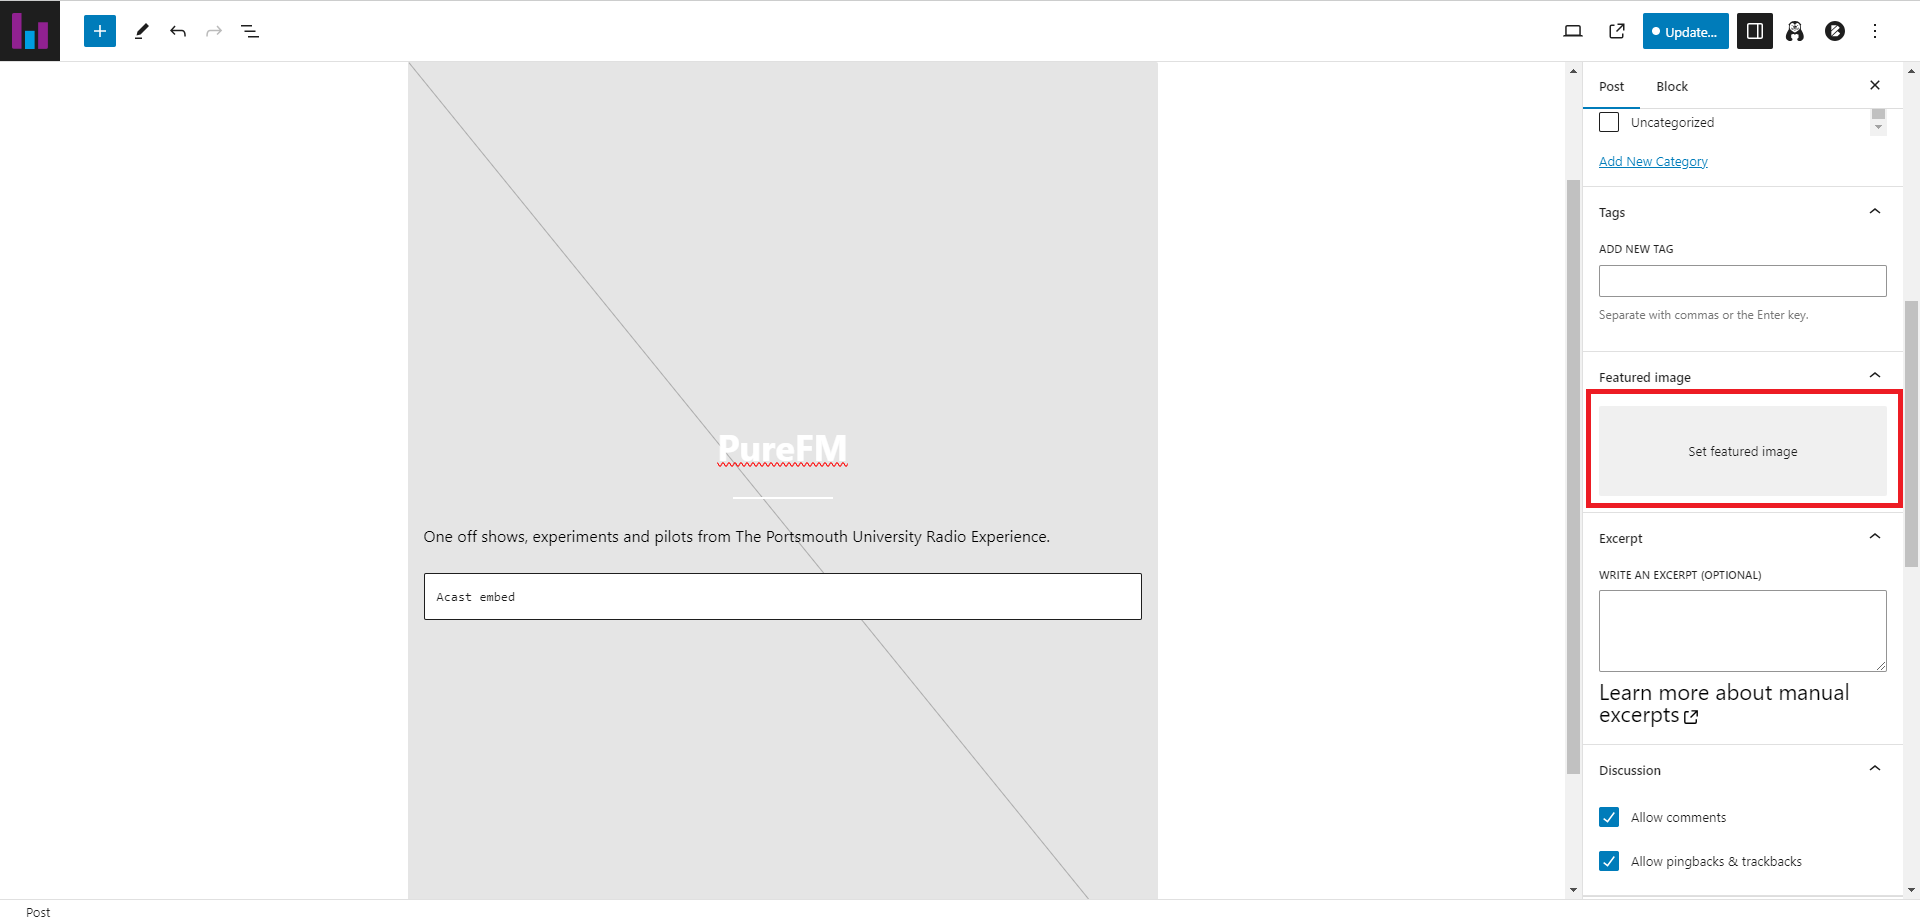 Update...
Post
Block
Uncategorized
Add New Category
Tags
ADD NEW TAG
Separate with commas or the Enter key.
Featured image
Set featured image
Excerpt
WRITE AN EXCERPT (OPTIONAL)
Learn more about manual
excerpts
Discussion
Allow comments
Allow pingbacks & trackbacks
PureFM
One off shows, experiments and pilots from The Portsmouth University Radio Experience.
Acast embed
Post